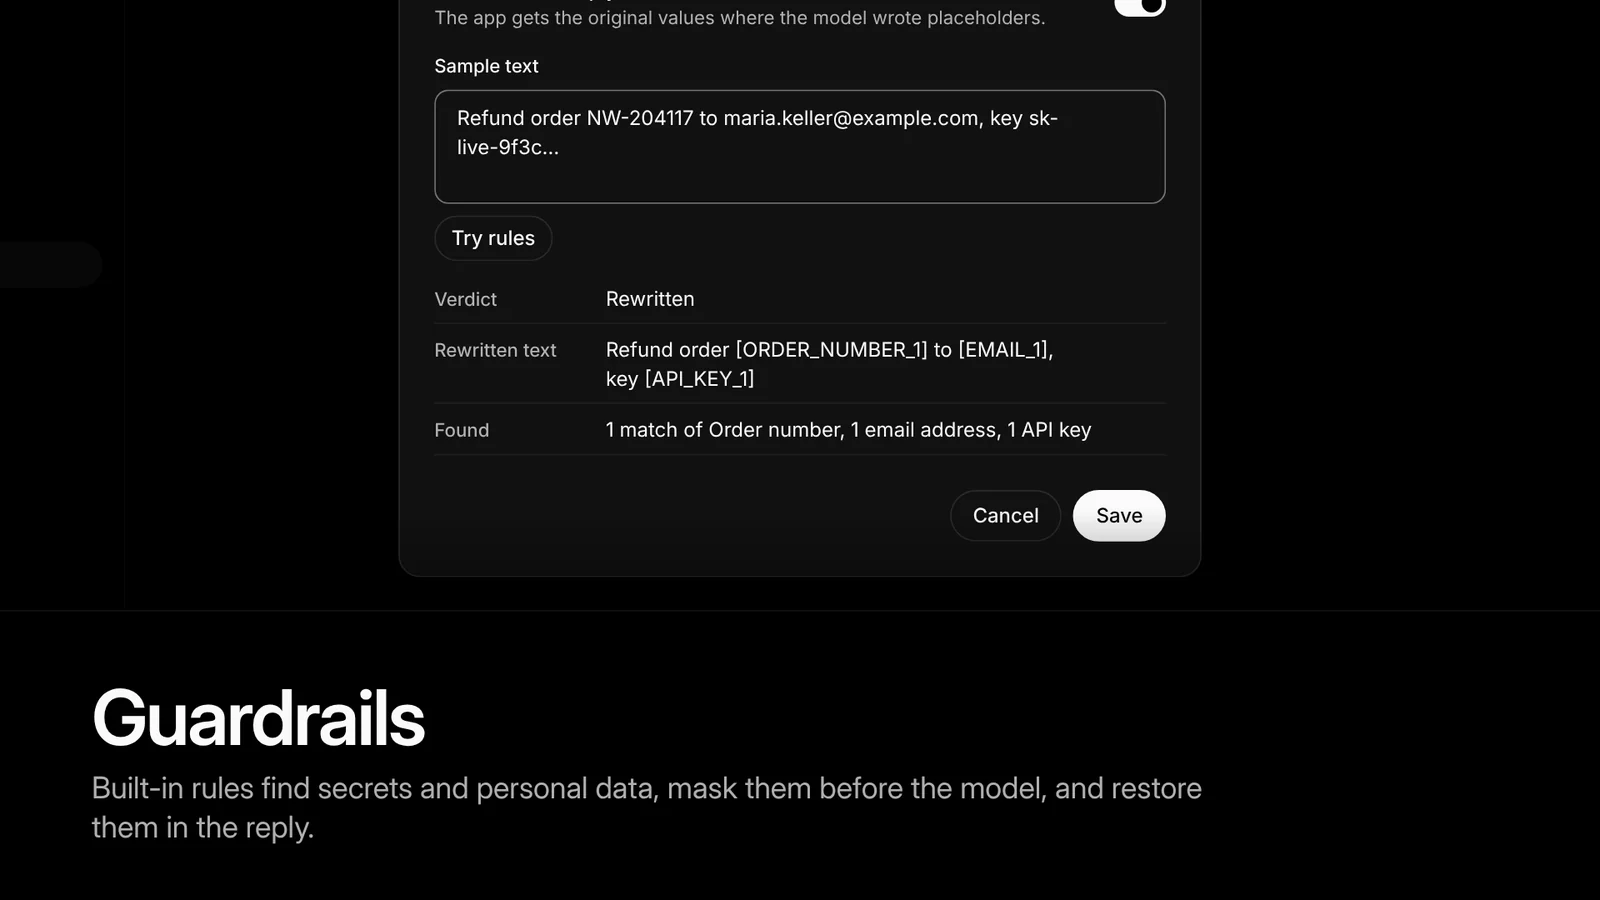 The app gets the original values where the model wrote placeholders.
Sample text
Refund order NW-204117 to maria.keller@example.com, key sk-
live-9f3c...
Try rules
Verdict
Rewritten
Rewritten text
Refund order [ORDER_NUMBER_1] to [EMAIL_1],
key [API_KEY_1]
Found
1 match of Order number, 1 email address, 1 API key
Cancel
Save
Guardrails
Built-in rules find secrets and personal data, mask them before the model, and restore
them in the reply.